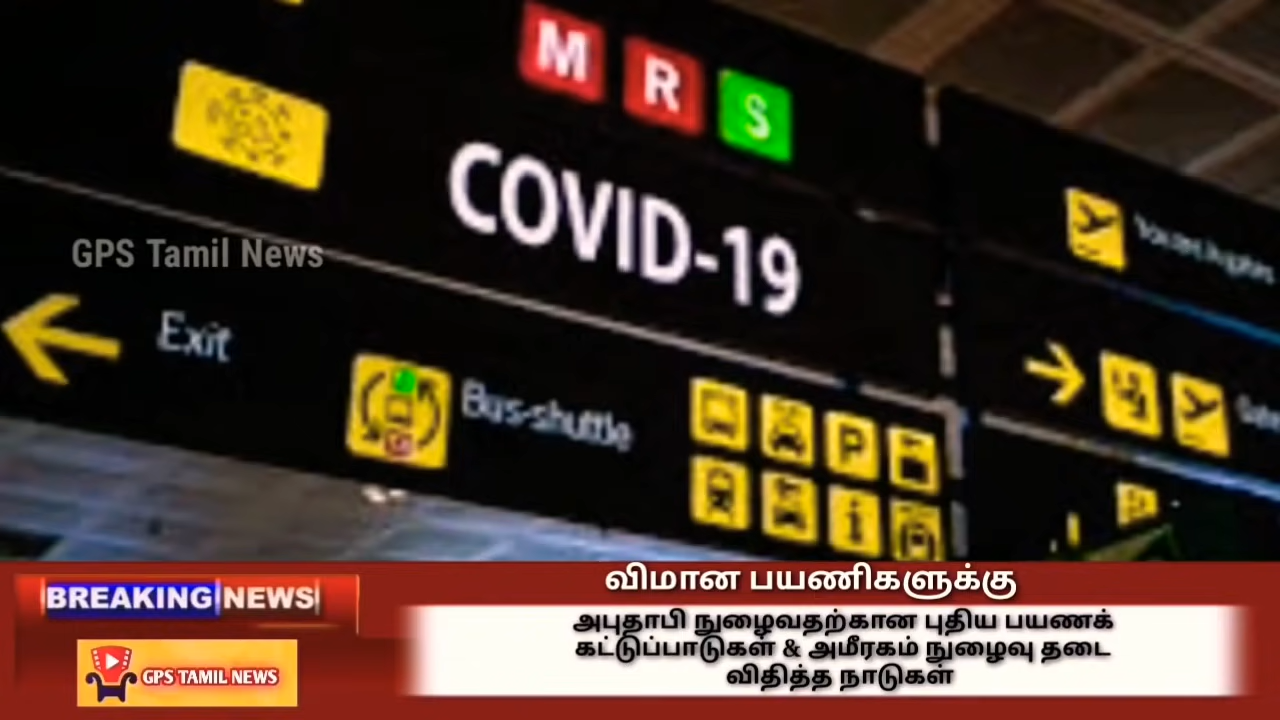 M R S
COVID-19
GPS Tamil News
Exit
Bus-shuttle
P
i
BREAKING NEWS
GPS TAMIL NEWS
விமான பயணிகளுக்கு
அபுதாபி நுழைவதற்கான புதிய பயணக்
கட்டுப்பாடுகள் & அமீரகம் நுழைவு தடை
விதித்த நாடுகள்